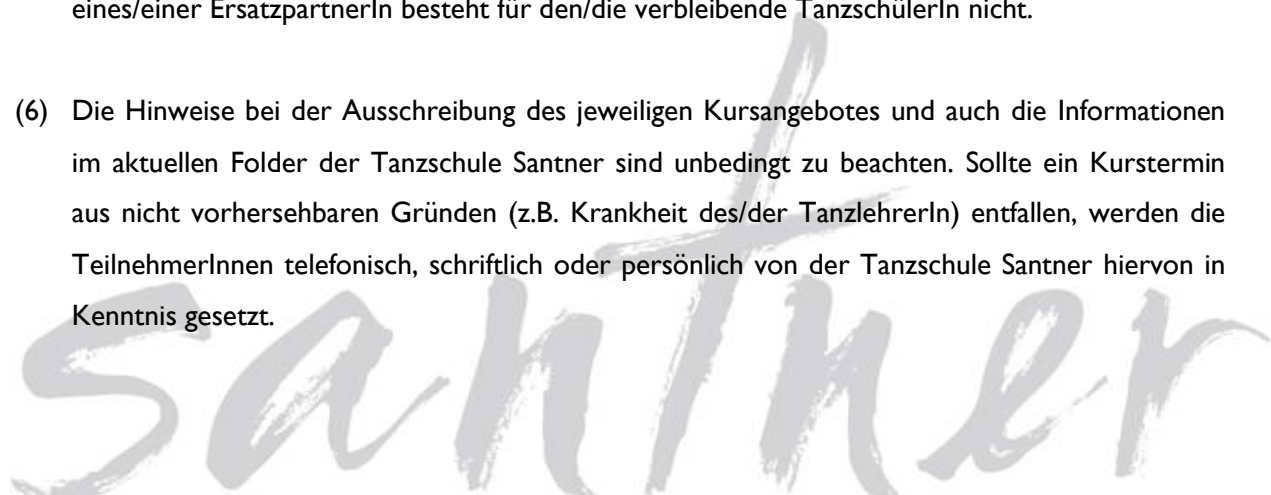 eines/einer ErsatzpartnerIn besteht für den/die verbleibende TanzschülerIn nicht.
(6) Die Hinweise bei der Ausschreibung des jeweiligen Kursangebotes und auch die Informationen
im aktuellen Folder der Tanzschule Santner sind unbedingt zu beachten. Sollte ein Kurstermin
aus nicht vorhersehbaren Gründen (z.B. Krankheit des/der TanzlehrerIn) entfallen, werden die
TeilnehmerInnen telefonisch, schriftlich oder persönlich von der Tanzschule Santner hiervon in
Kenntnis gesetzt.
santner